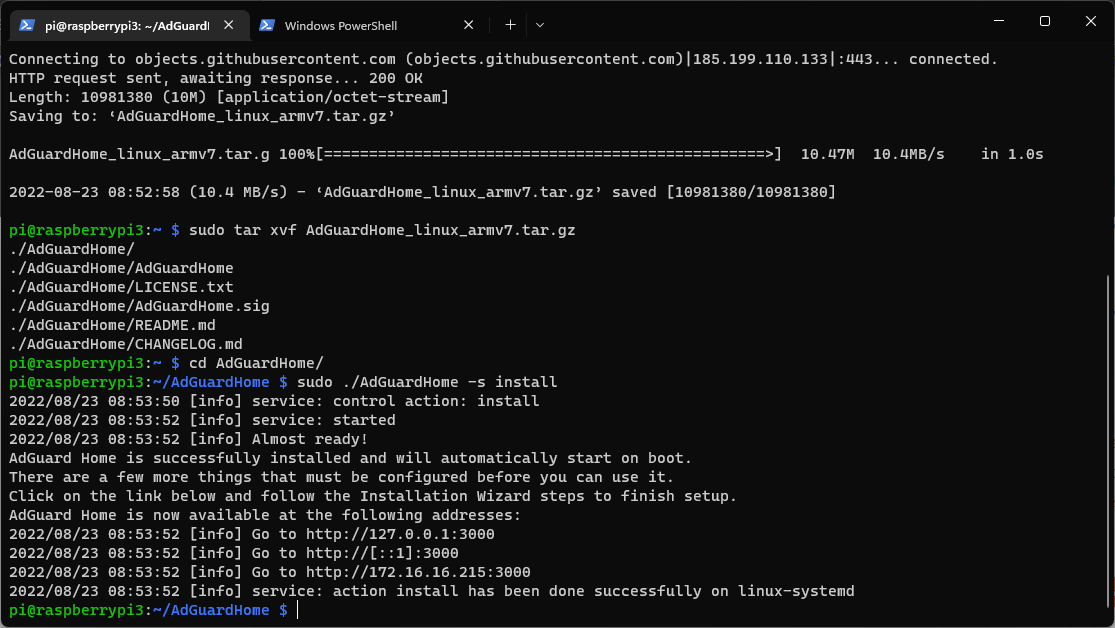 pi@raspberrypi3: ~/AdGuardI
Windows PowerShell
Connecting to objects.githubusercontent.com (objects.githubusercontent.com)|185.199.110.133|:443... connected.
HTTP request sent, awaiting response... 200 OK
Length: 10981380 (10M) [application/octet-stream]
Saving to: ‘AdGuardHome_linux_armv7.tar.gz’
AdGuardHome_linux_armv7.tar.g 100%[=================================================>]  10.47M  10.4MB/s    in 1.0s
2022-08-23 08:52:58 (10.4 MB/s) - ‘AdGuardHome_linux_armv7.tar.gz’ saved [10981380/10981380]
pi@raspberrypi3:~ $ sudo tar xvf AdGuardHome_linux_armv7.tar.gz
./AdGuardHome/
./AdGuardHome/AdGuardHome
./AdGuardHome/LICENSE.txt
./AdGuardHome/AdGuardHome.sig
./AdGuardHome/README.md
./AdGuardHome/CHANGELOG.md
pi@raspberrypi3:~ $ cd AdGuardHome/
pi@raspberrypi3:~/AdGuardHome $ sudo ./AdGuardHome -s install
2022/08/23 08:53:50 [info] service: control action: install
2022/08/23 08:53:52 [info] service: started
2022/08/23 08:53:52 [info] Almost ready!
AdGuard Home is successfully installed and will automatically start on boot.
There are a few more things that must be configured before you can use it.
Click on the link below and follow the Installation Wizard steps to finish setup.
AdGuard Home is now available at the following addresses:
2022/08/23 08:53:52 [info] Go to http://127.0.0.1:3000
2022/08/23 08:53:52 [info] Go to http://[::1]:3000
2022/08/23 08:53:52 [info] Go to http://172.16.16.215:3000
2022/08/23 08:53:52 [info] service: action install has been done successfully on linux-systemd
pi@raspberrypi3:~/AdGuardHome $